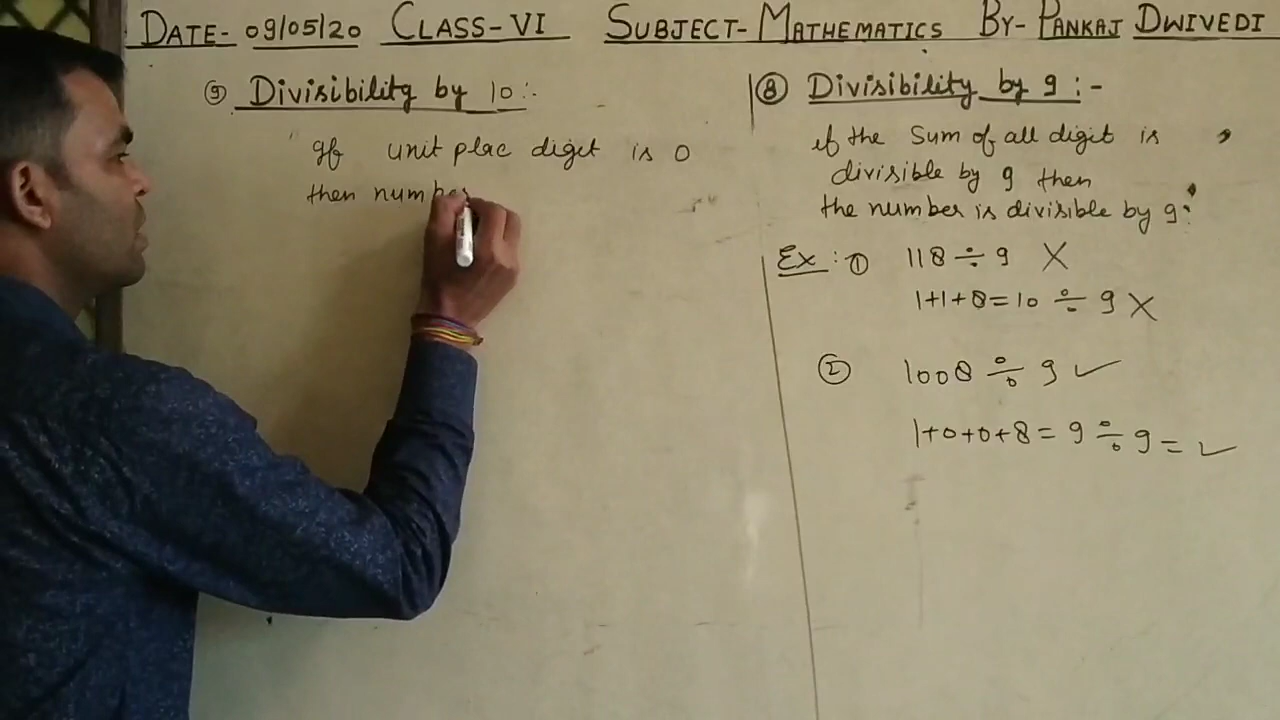 DATE- 09/05/20 CLASS-VI SUBJECT- MATHEMATICS BY- PANKAJ DWIVEDI
⑨ Divisibility by 10:-
If unit plac digit is 0
then number
⑧ Divisibility by 9:-
if the Sum of all digit is
divisible by 9 then
the number is divisible by 9.
Ex: ① 118 ÷ 9 X
1+1+8=10 ÷ 9 X
② 1008 ÷ 9 ✓
1+0+0+8 = 9 ÷ 9 = ✓